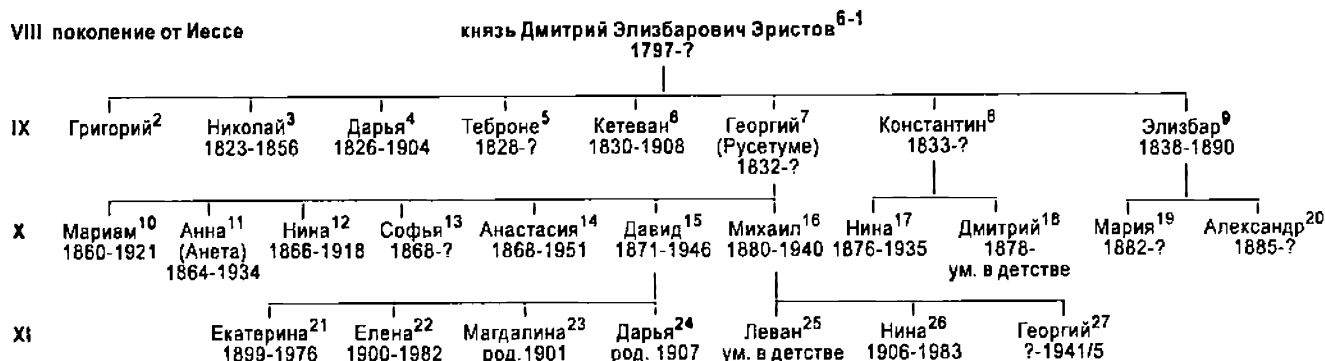 VIII поколение от Иессе князь Дмитрий Элизбарович Эристов⁶⁻¹
1797-?
IX Григорий² Николай³ Дарья⁴ Теброне⁵ Кетеван⁶ Георгий⁷ Константин⁸ Элизбар⁹
1823-1856 1826-1904 1828-? 1830-1908 (Русетуме) 1833-? 1838-1890
1832-?
X Мариам¹⁰ Анна¹¹ Нина¹² Софья¹³ Анастасия¹⁴ Давид¹⁵ Михаил¹⁶ Нина¹⁷ Дмитрий¹⁸ Мария¹⁹ Александр²⁰
1860-1921 (Анета) 1866-1918 1868-? 1868-1951 1871-1946 1880-1940 1876-1935 1878- 1882-? 1885-?
1864-1934 ум. в детстве
XI Екатерина²¹ Елена²² Магдалина²³ Дарья²⁴ Леван²⁵ Нина²⁶ Георгий²⁷
1899-1976 1900-1982 род. 1901 род. 1907 ум. в детстве 1906-1983 ?-1941/5